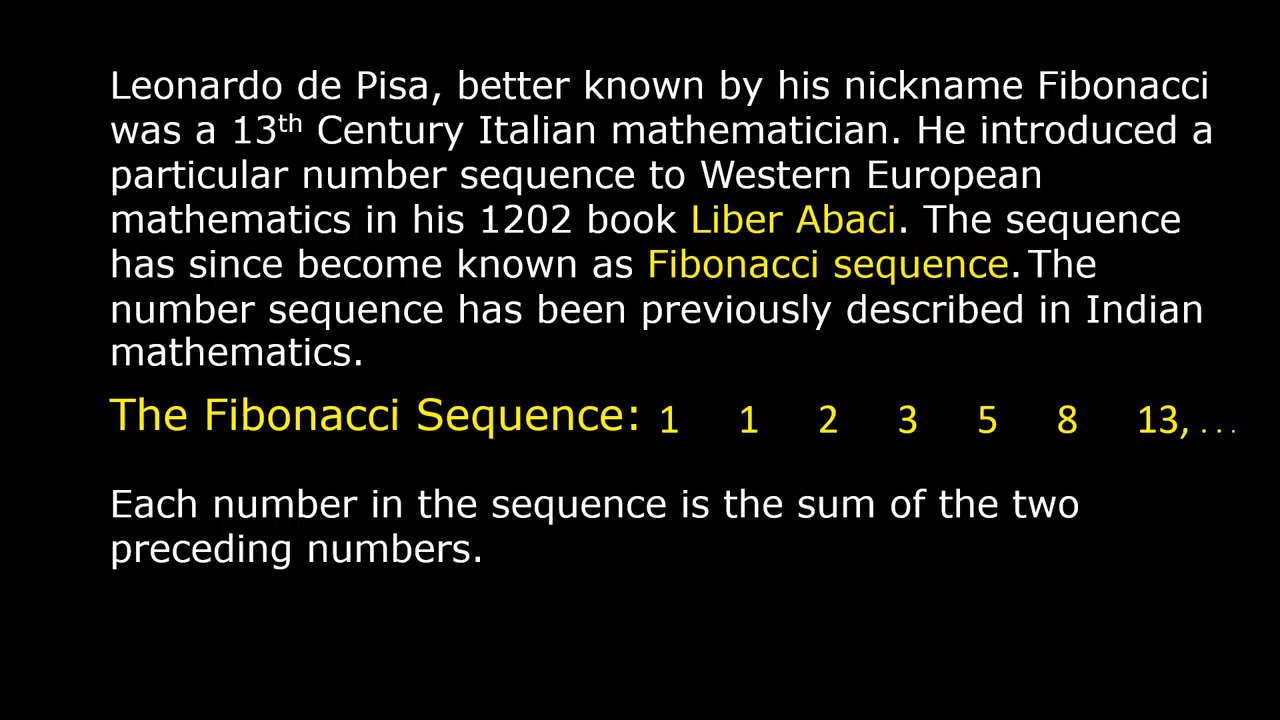 Leonardo de Pisa, better known by his nickname Fibonacci
was a 13th Century Italian mathematician. He introduced a
particular number sequence to Western European
mathematics in his 1202 book Liber Abaci. The sequence
has since become known as Fibonacci sequence. The
number sequence has been previously described in Indian
mathematics.
The Fibonacci Sequence: 1 1 2 3 5 8 13, . . .
Each number in the sequence is the sum of the two
preceding numbers.